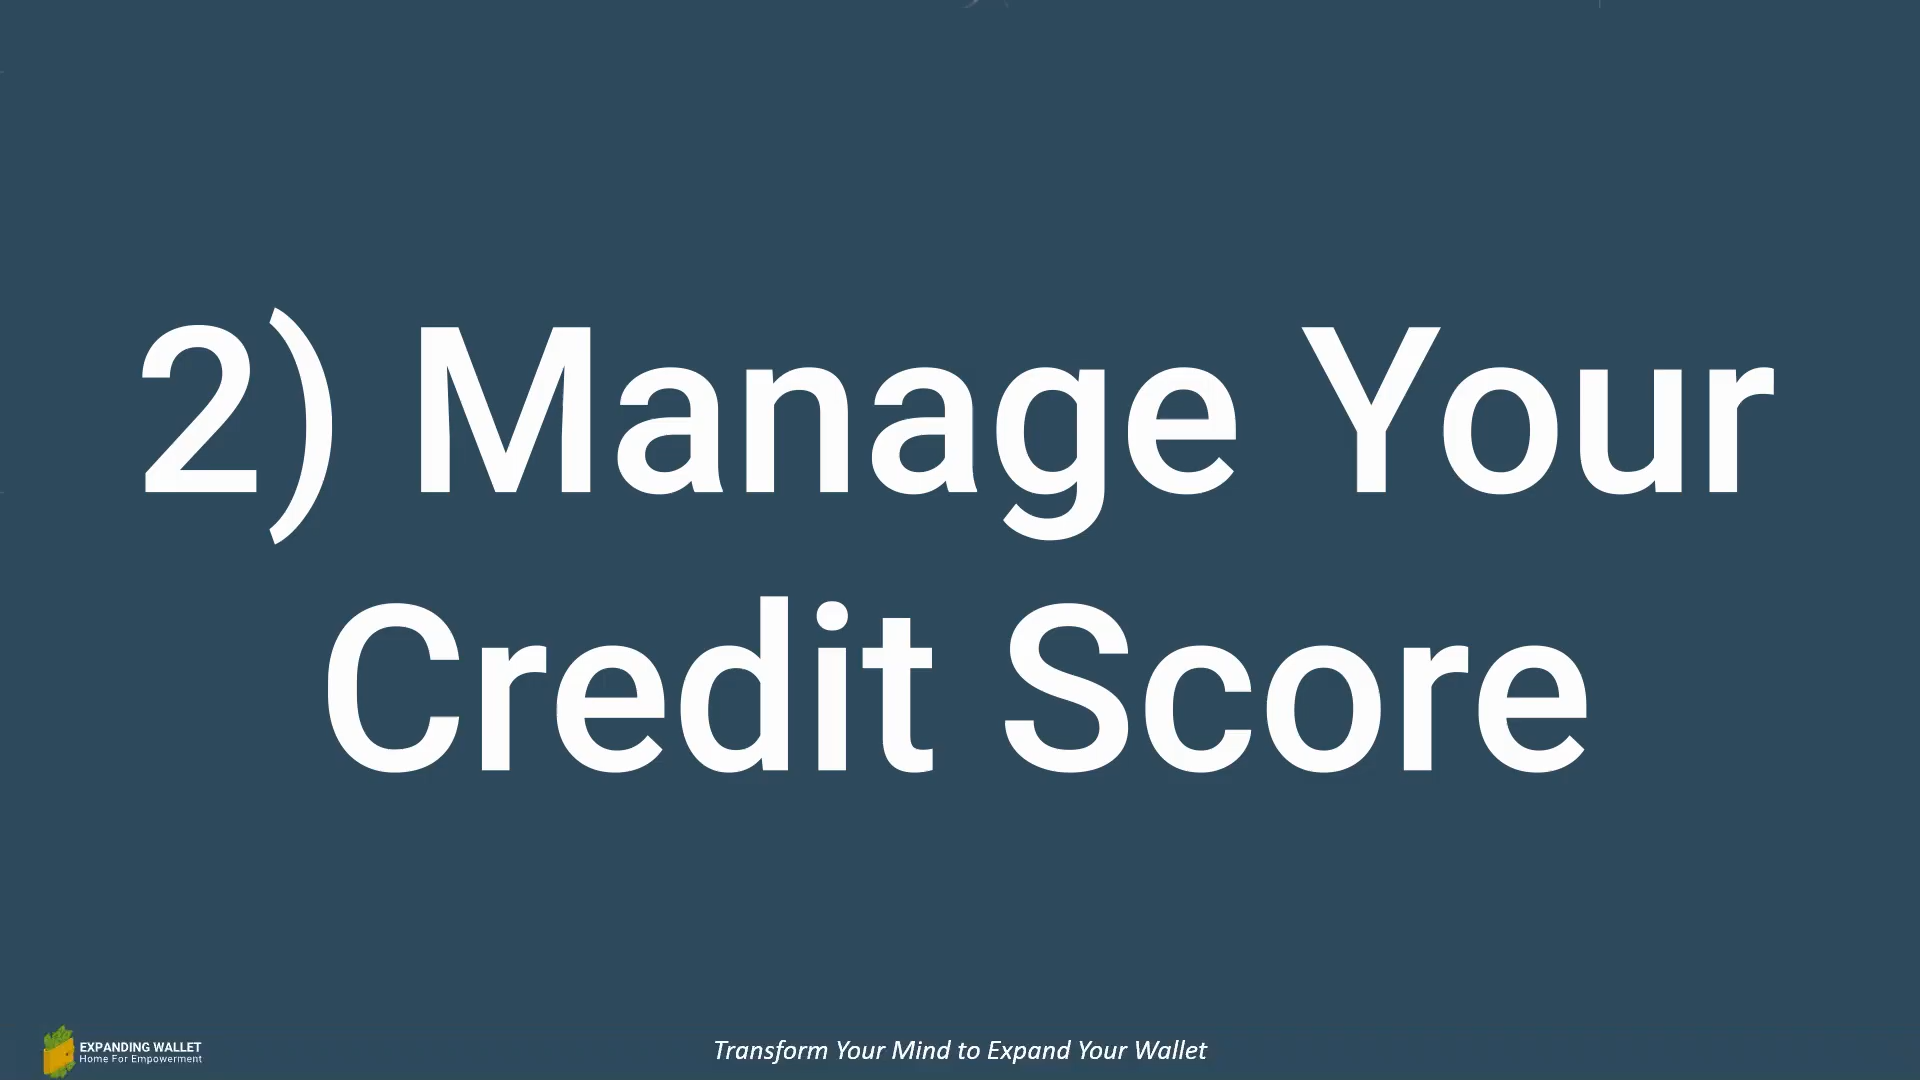 2) Manage Your
Credit Score
EXPANDING WALLET
Home For Empowerment
Transform Your Mind to Expand Your Wallet